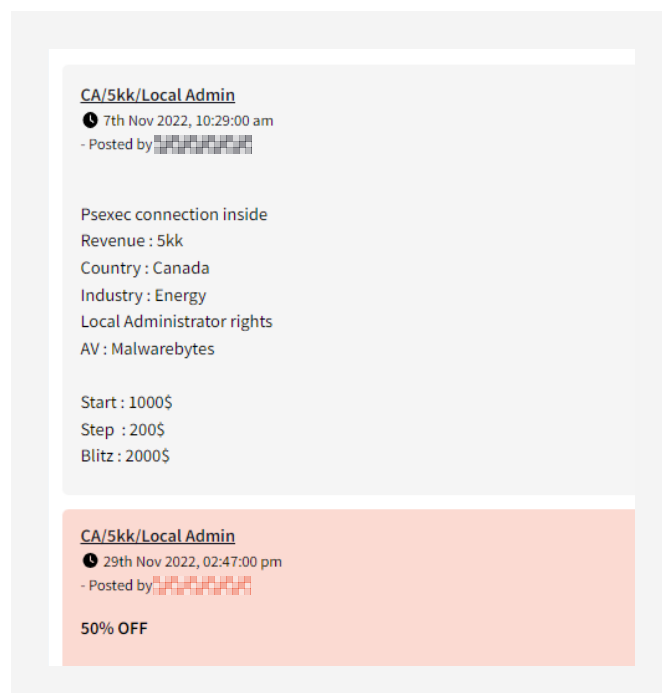 CA/5kk/Local Admin
7th Nov 2022, 10:29:00 am
- Posted by
Psexec connection inside
Revenue : 5kk
Country : Canada
Industry : Energy
Local Administrator rights
AV : Malwarebytes
Start : 1000$
Step : 200$
Blitz : 2000$
CA/5kk/Local Admin
29th Nov 2022, 02:47:00 pm
- Posted by
50% OFF